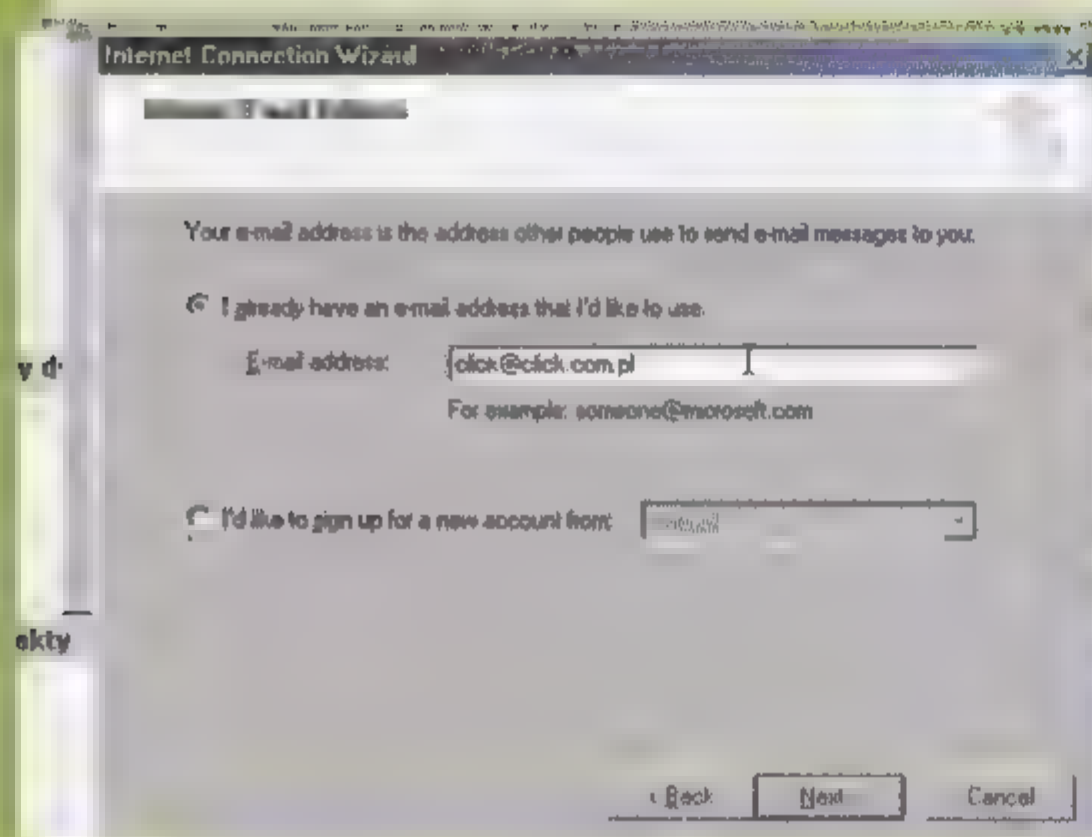 Internet Connection Wizard
Your e-mail address is the address other people use to send e-mail messages to you.
I already have an e-mail address that I'd like to use.
E-mail address:
click@click.com.pl
For example: someone@microsoft.com
I'd like to sign up for a new account from:
y d
ekty
< Back
Next
Cancel